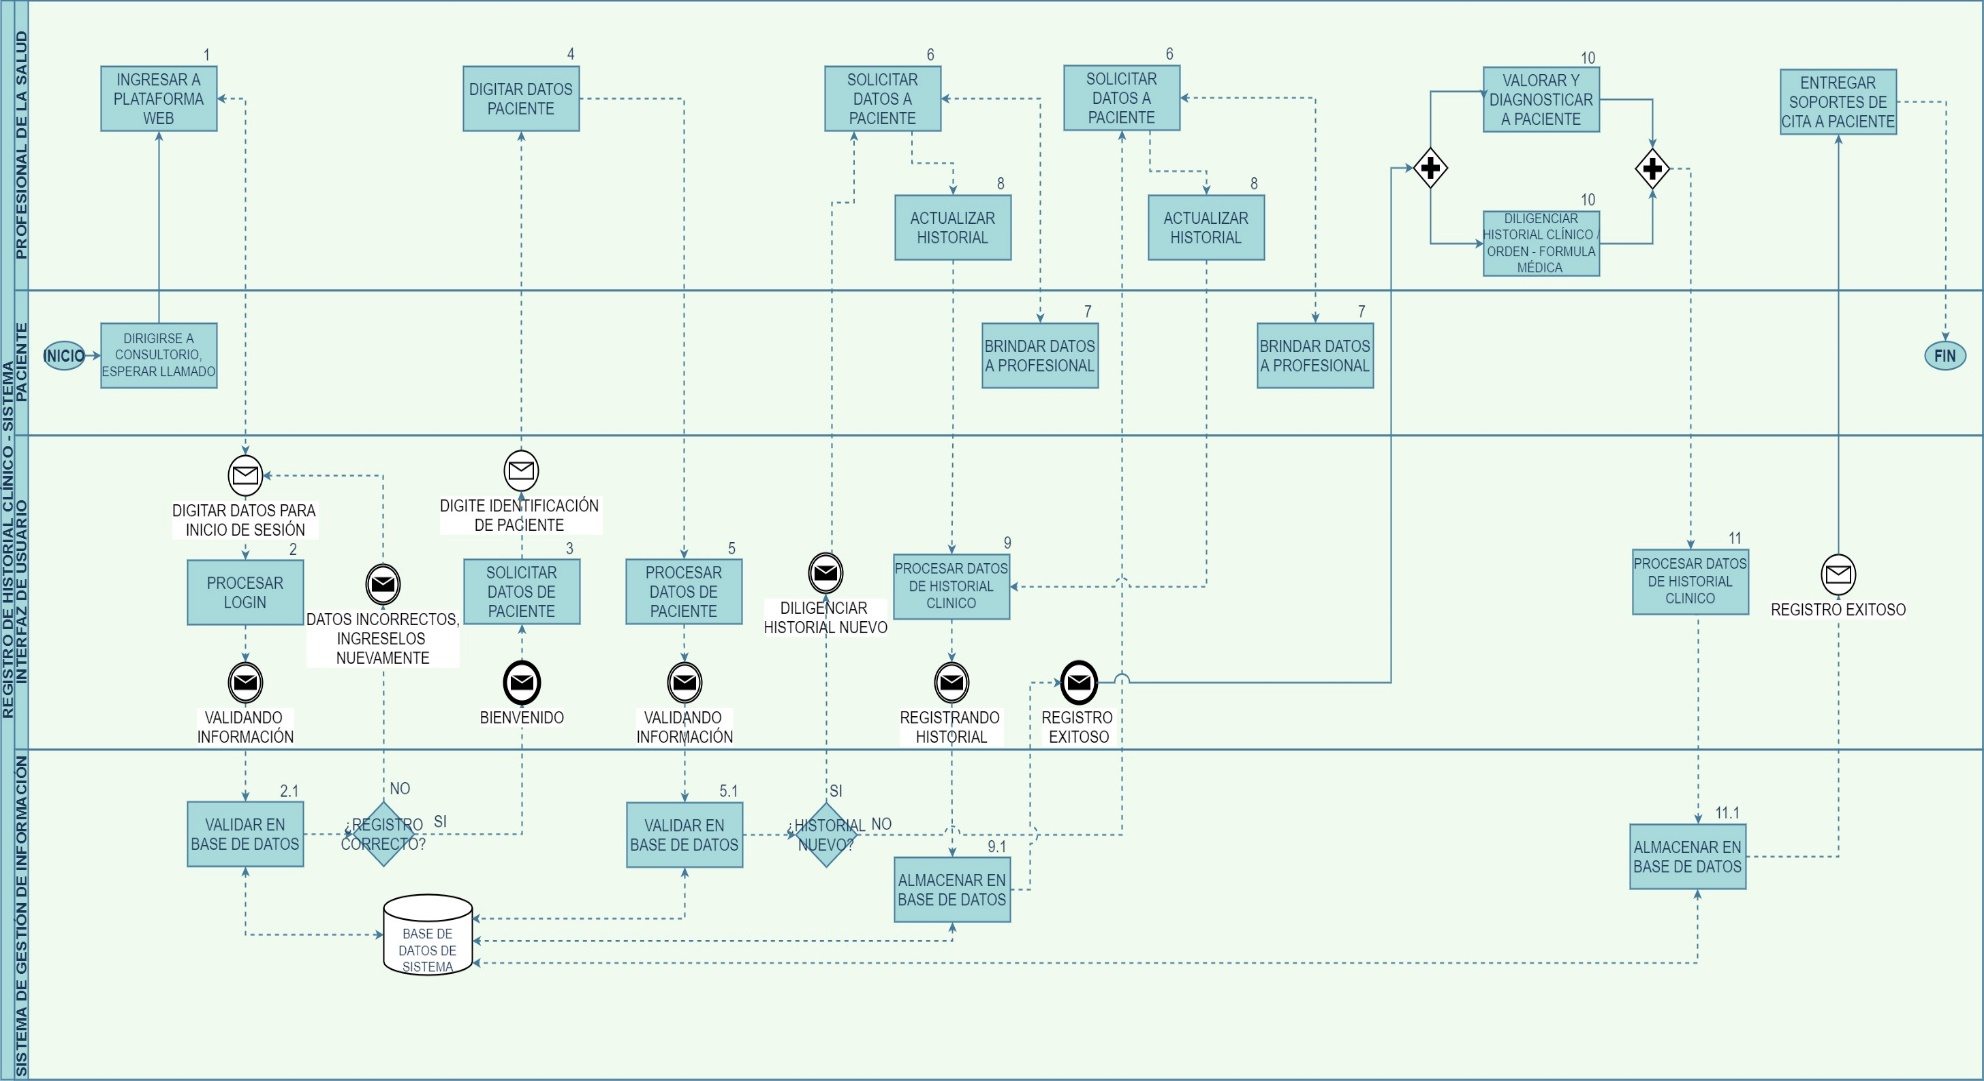 REGISTRO DE HISTORIAL CLÍNICO - SISTEMA
PROFESIONAL DE LA SALUD
1
INGRESAR A
PLATAFORMA
WEB
4
DIGITAR DATOS
PACIENTE
6
SOLICITAR
DATOS A
PACIENTE
6
SOLICITAR
DATOS A
PACIENTE
8
ACTUALIZAR
HISTORIAL
8
ACTUALIZAR
HISTORIAL
10
VALORAR Y
DIAGNOSTICAR
A PACIENTE
10
DILIGENCIAR
HISTORIAL CLÍNICO /
ORDEN - FORMULA
MÉDICA
ENTREGAR
SOPORTES DE
CITA A PACIENTE
PACIENTE
INICIO
DIRIGIRSE A
CONSULTORIO,
ESPERAR LLAMADO
7
BRINDAR DATOS
A PROFESIONAL
7
BRINDAR DATOS
A PROFESIONAL
FIN
INTERFAZ DE USUARIO
DIGITAR DATOS PARA
INICIO DE SESIÓN
2
PROCESAR
LOGIN
DATOS INCORRECTOS,
INGRESELOS
NUEVAMENTE
VALIDANDO
INFORMACIÓN
DIGITE IDENTIFICACIÓN
DE PACIENTE
3
SOLICITAR
DATOS DE
PACIENTE
BIENVENIDO
5
PROCESAR
DATOS DE
PACIENTE
VALIDANDO
INFORMACIÓN
DILIGENCIAR
HISTORIAL NUEVO
9
PROCESAR DATOS
DE HISTORIAL
CLINICO
REGISTRANDO
HISTORIAL
REGISTRO
EXITOSO
11
PROCESAR DATOS
DE HISTORIAL
CLINICO
REGISTRO EXITOSO
SISTEMA DE GESTIÓN DE INFORMACIÓN
2.1
VALIDAR EN
BASE DE DATOS
NO
¿REGISTRO
CORRECTO?
SI
5.1
VALIDAR EN
BASE DE DATOS
SI
¿HISTORIAL
NUEVO?
NO
9.1
ALMACENAR EN
BASE DE DATOS
11.1
ALMACENAR EN
BASE DE DATOS
BASE DE
DATOS DE
SISTEMA